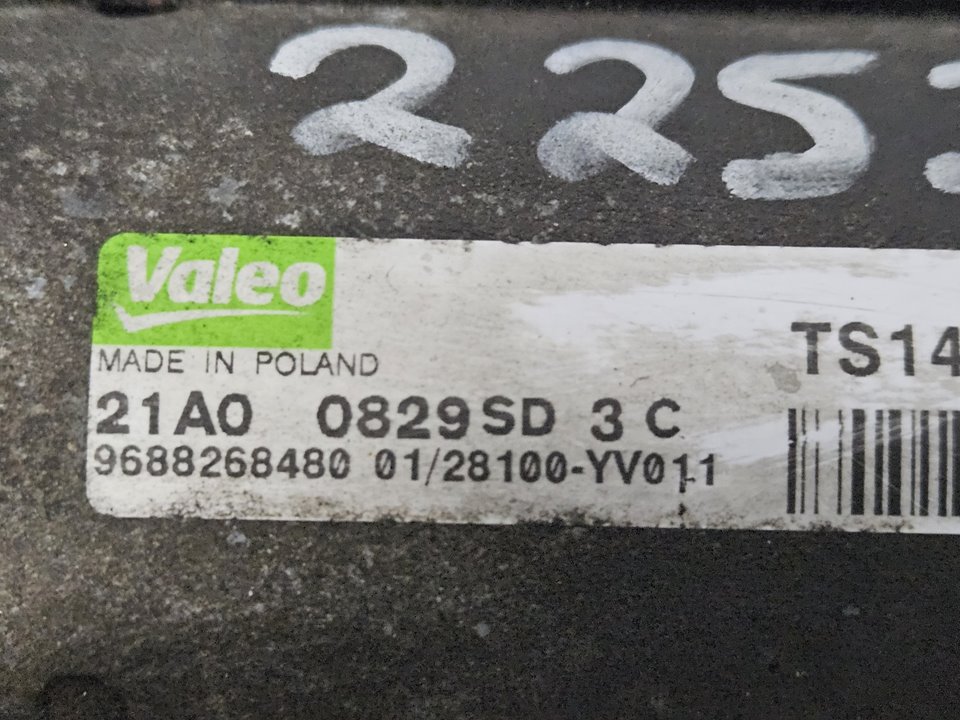 225
Valeo
MADE IN POLAND
TS14
21A0 0829SD 3 C
9688268480 01/28100-YV011